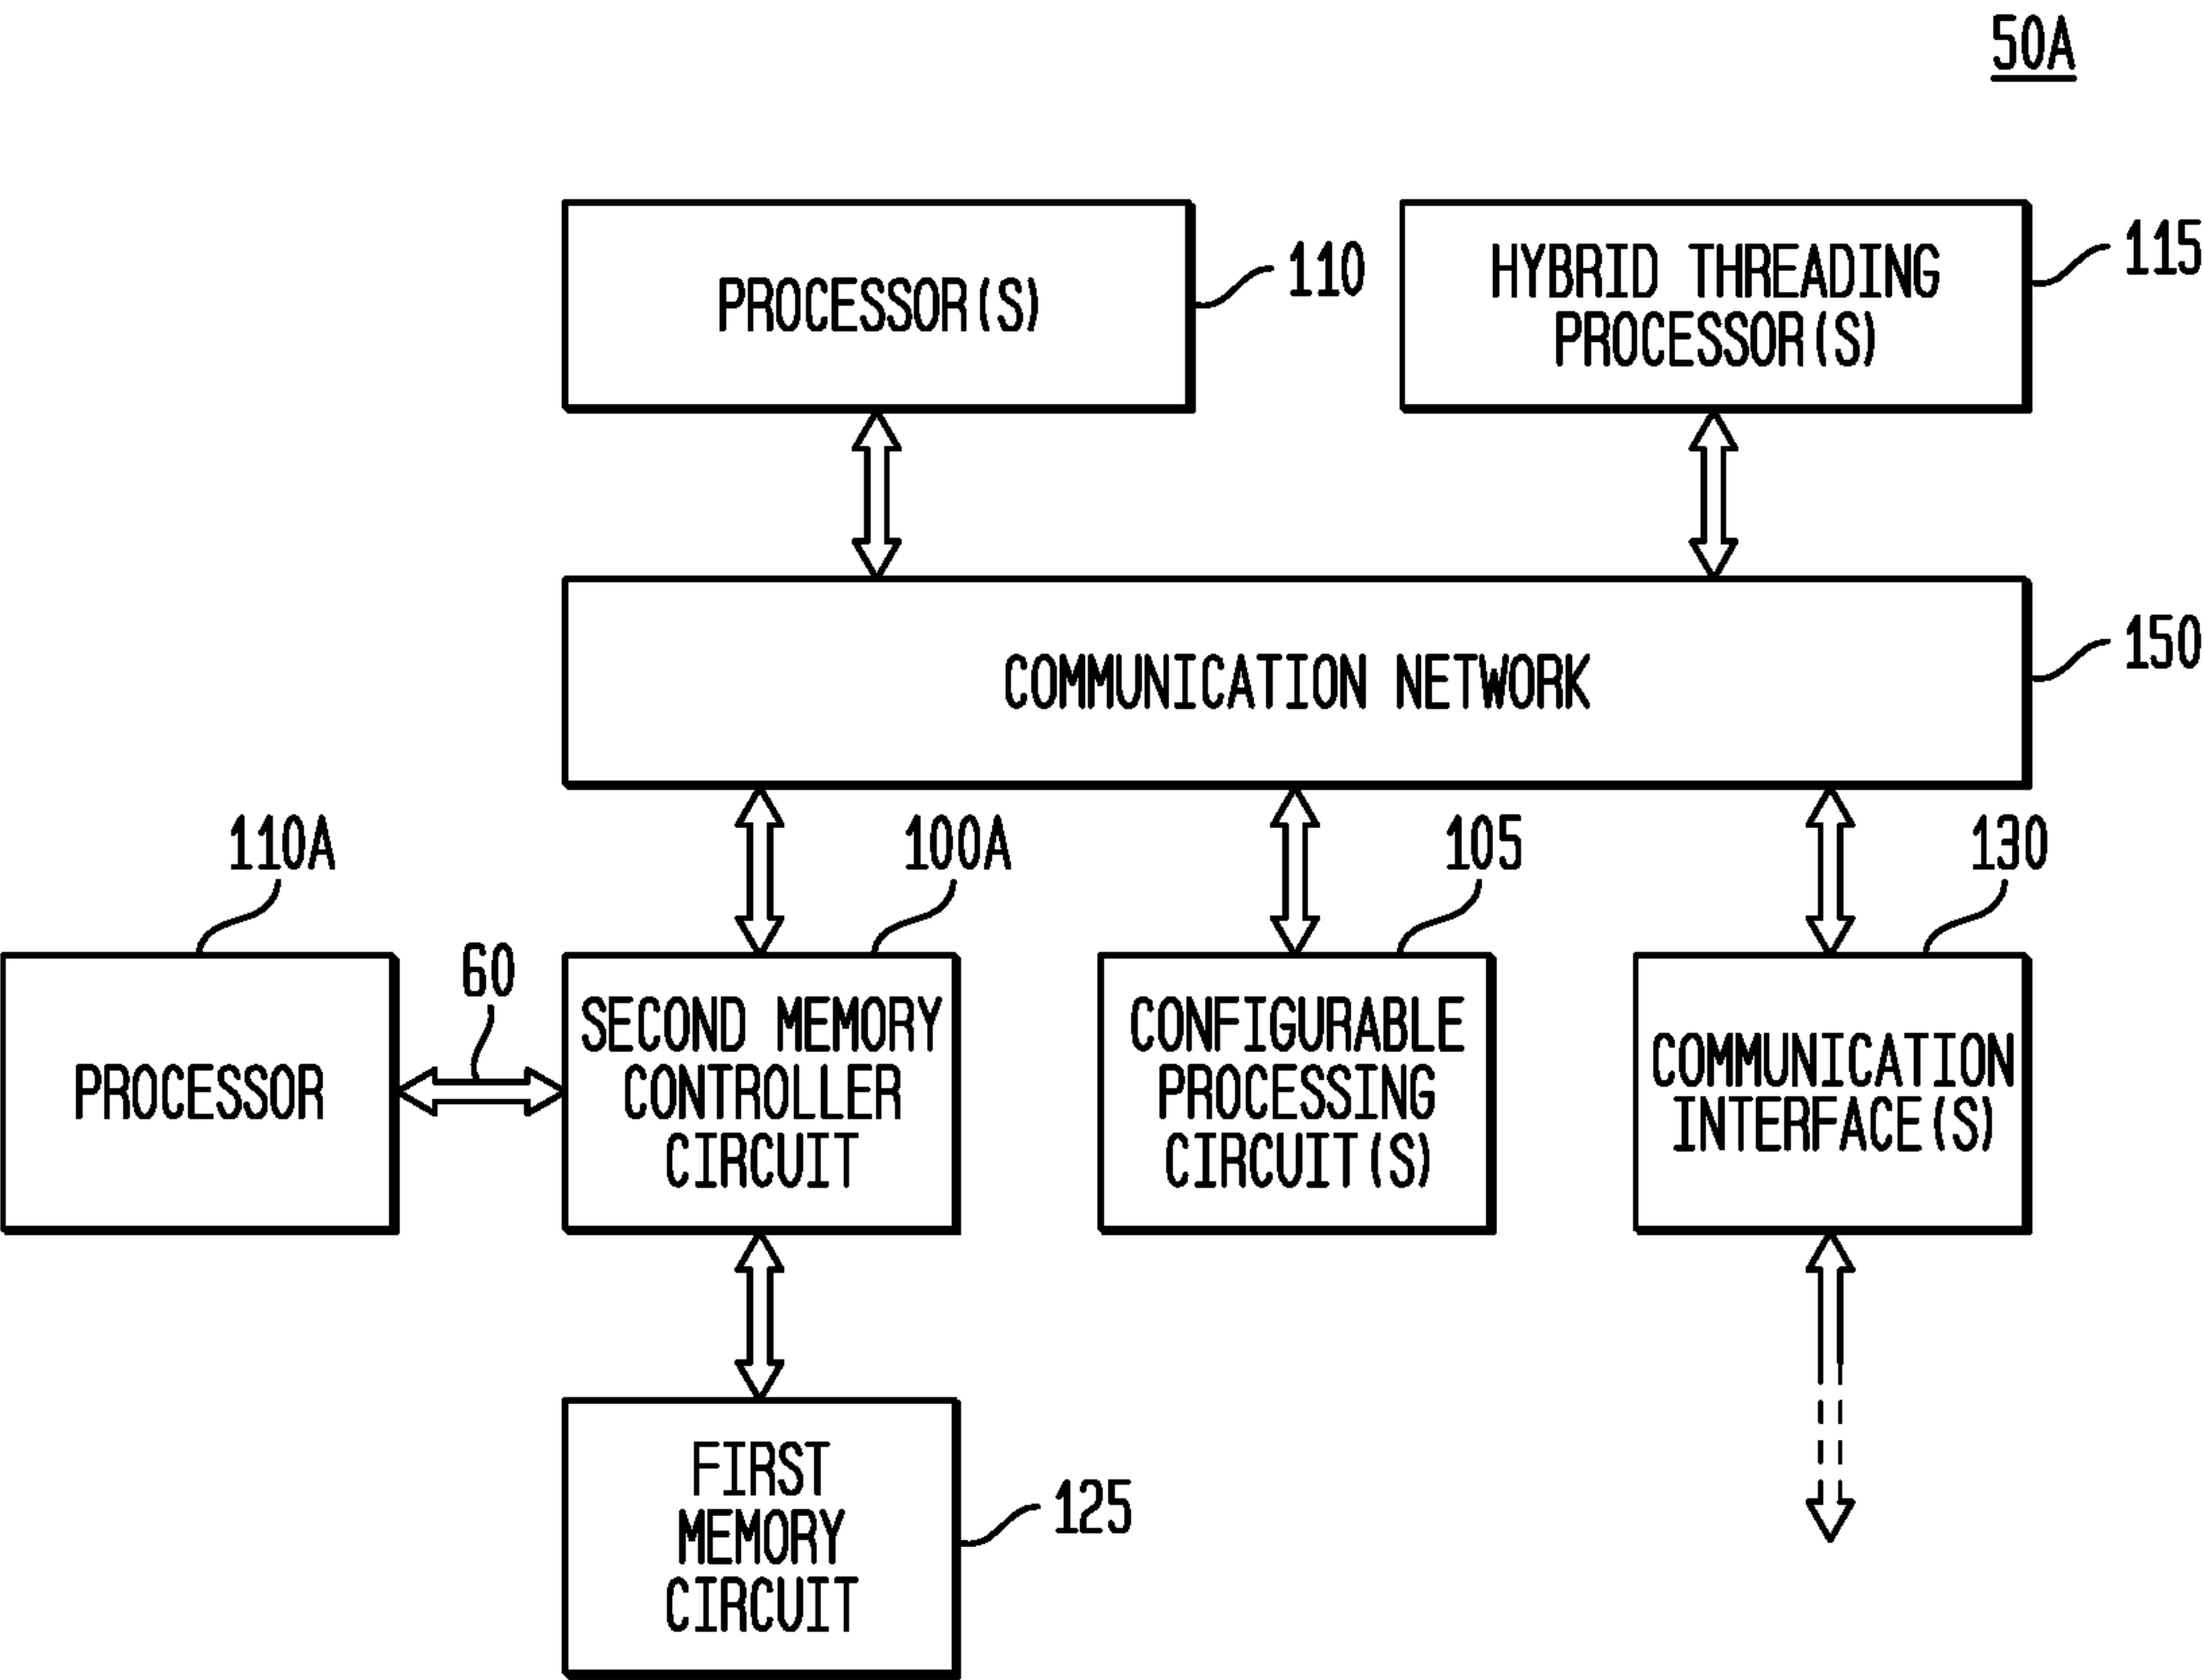 50A
PROCESSOR(S)
110
HYBRID THREADING
PROCESSOR(S)
115
COMMUNICATION NETWORK
150
110A
100A
105
130
PROCESSOR
60
SECOND MEMORY
CONTROLLER
CIRCUIT
CONFIGURABLE
PROCESSING
CIRCUIT(S)
COMMUNICATION
INTERFACE(S)
FIRST
MEMORY
CIRCUIT
125